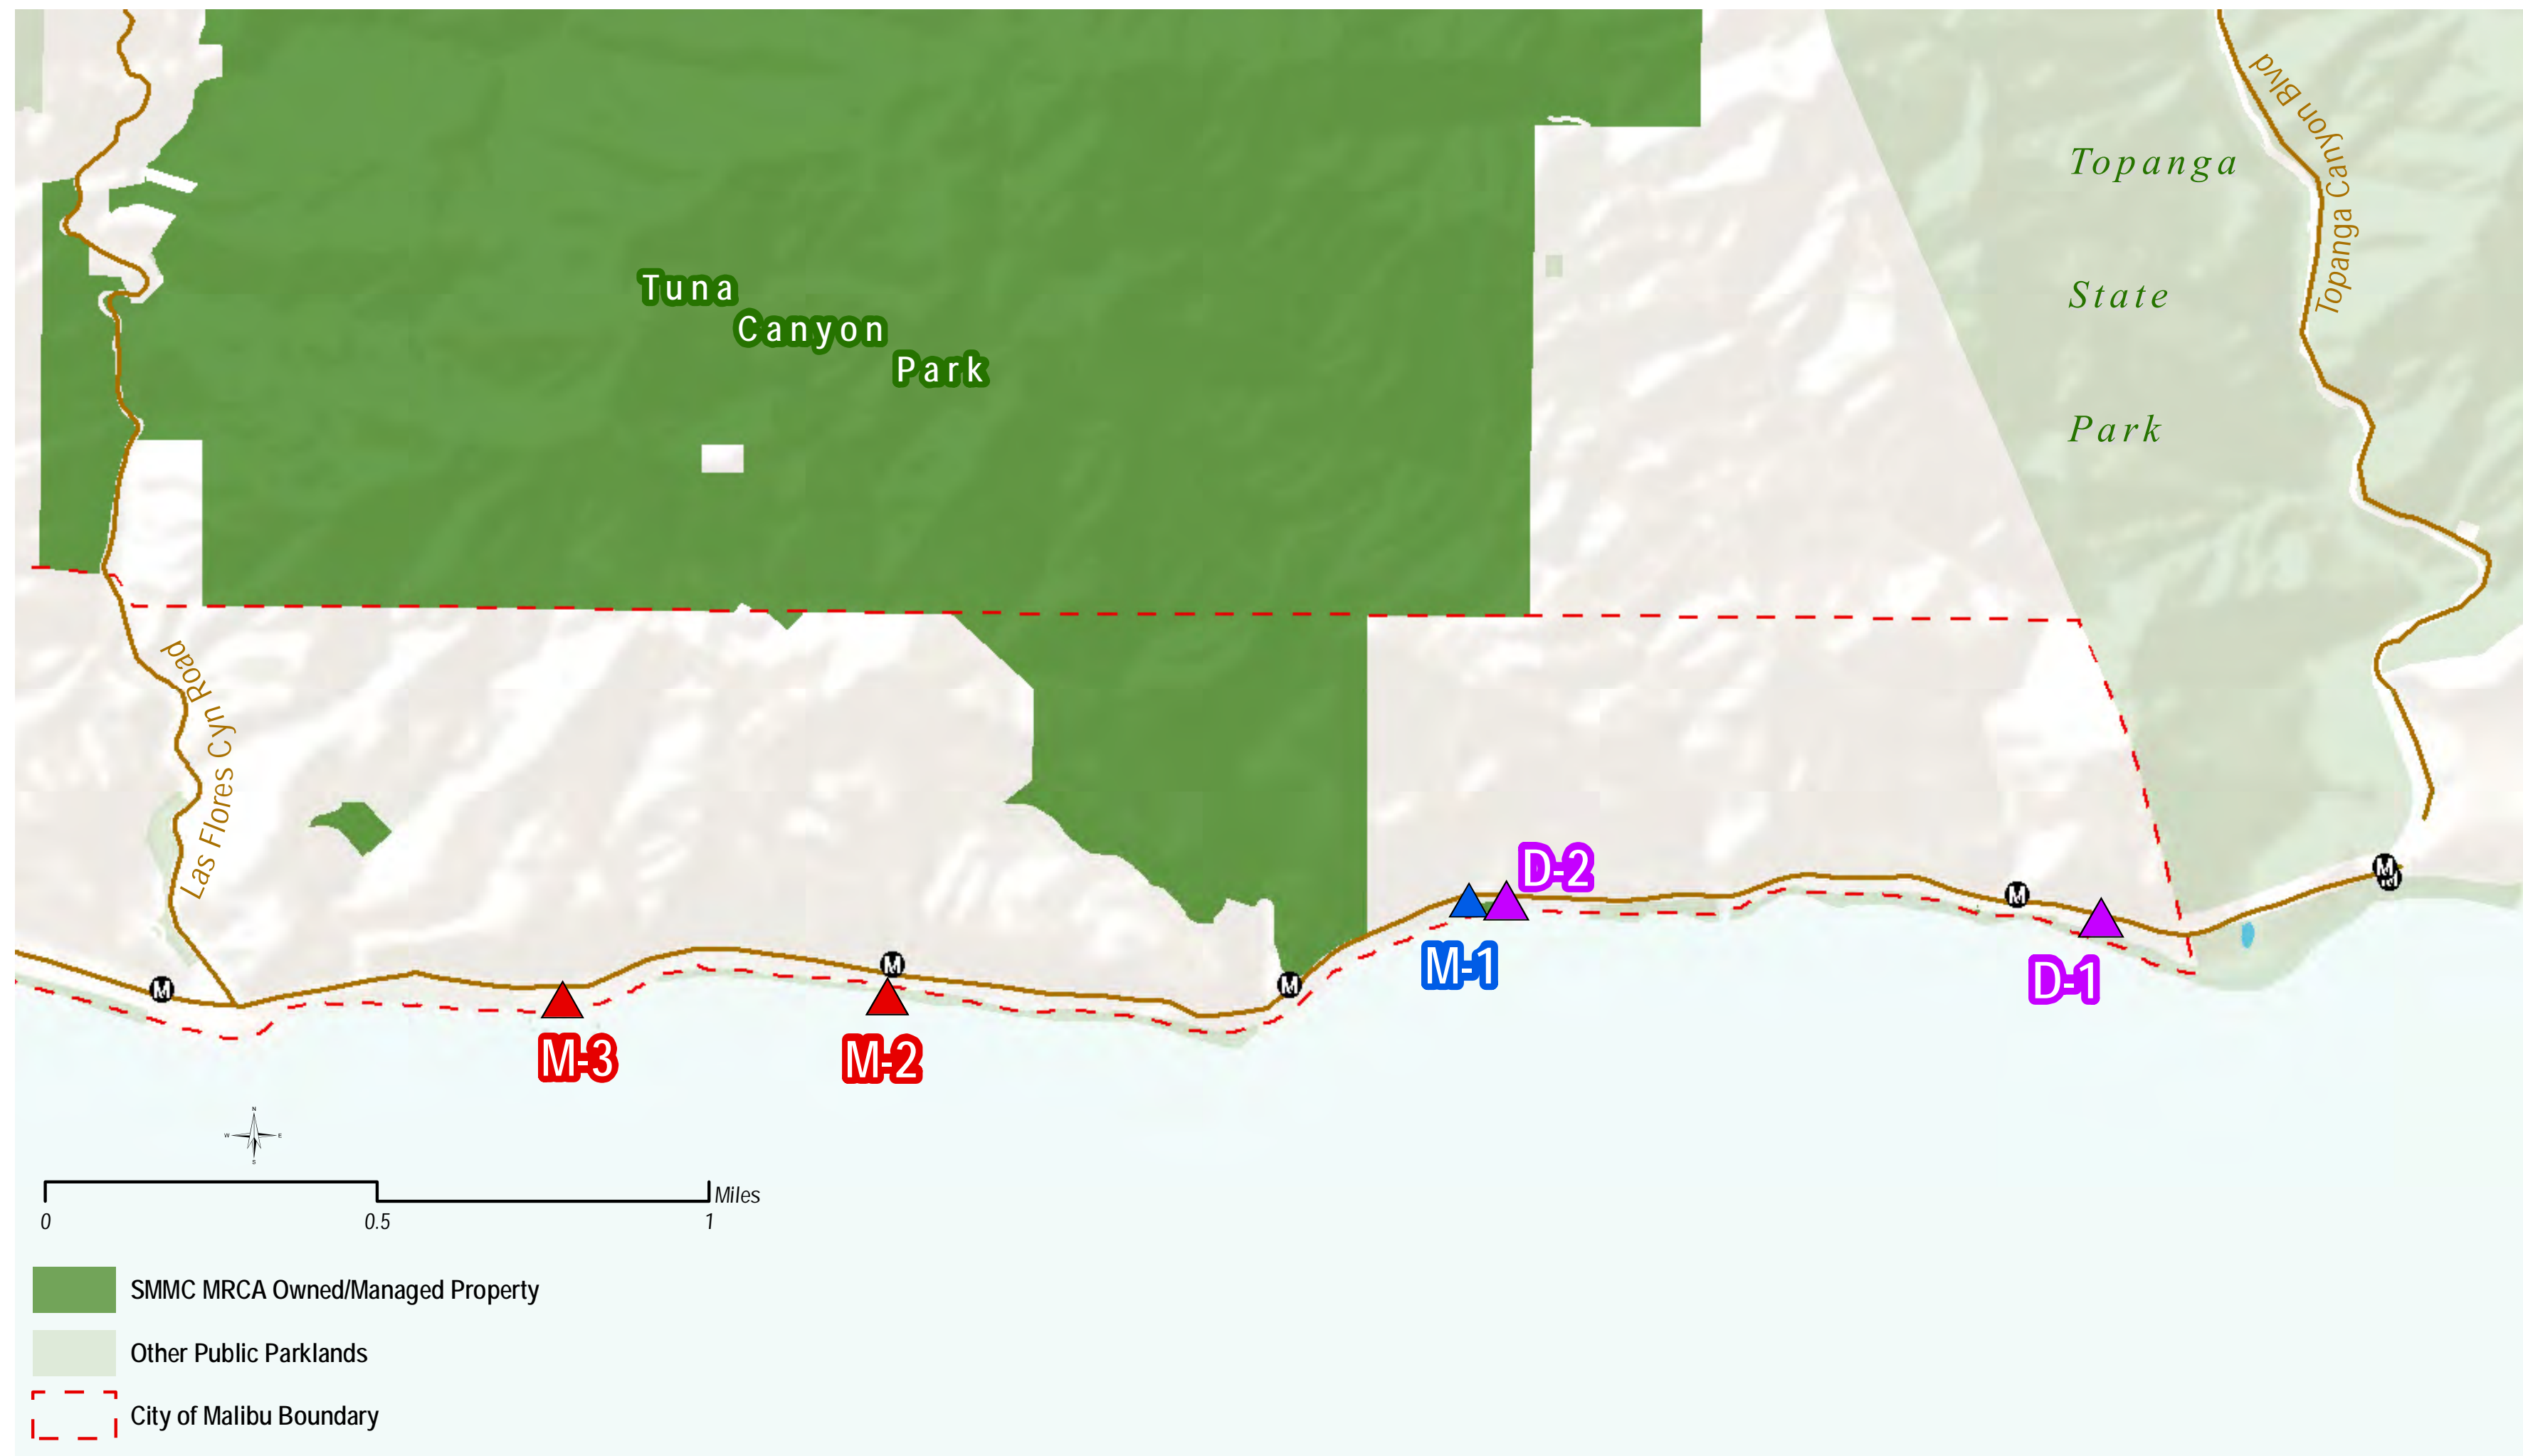 Topanga Canyon Blvd
Topanga
State
Park
Tuna
Canyon
Park
Las Flores Cyn Road
D-2
M-1
D-1
M
M
M
M
M
M-3
M-2
N
W E
S
Miles
0 0.5 1
SMMC MRCA Owned/Managed Property
Other Public Parklands
City of Malibu Boundary